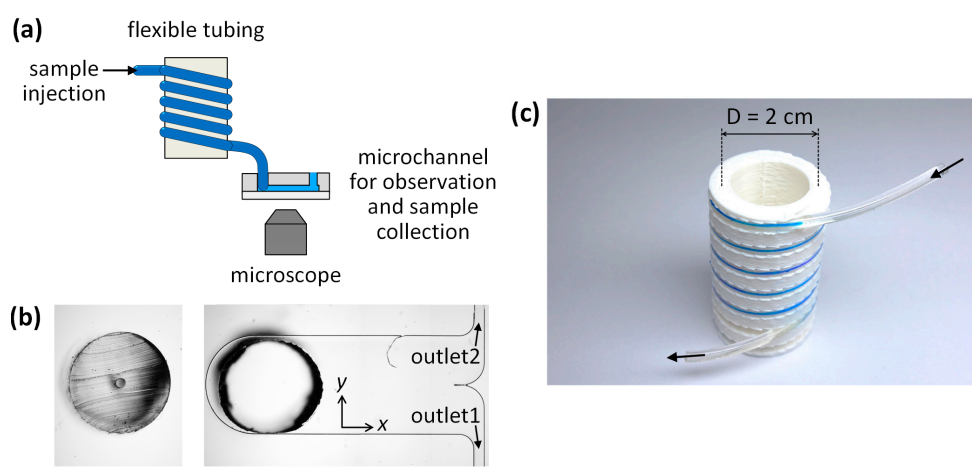 (a)
flexible tubing
sample
injection
microchannel
for observation
and sample
collection
microscope
(b)
outlet2
y
x
outlet1
(c)
D = 2 cm